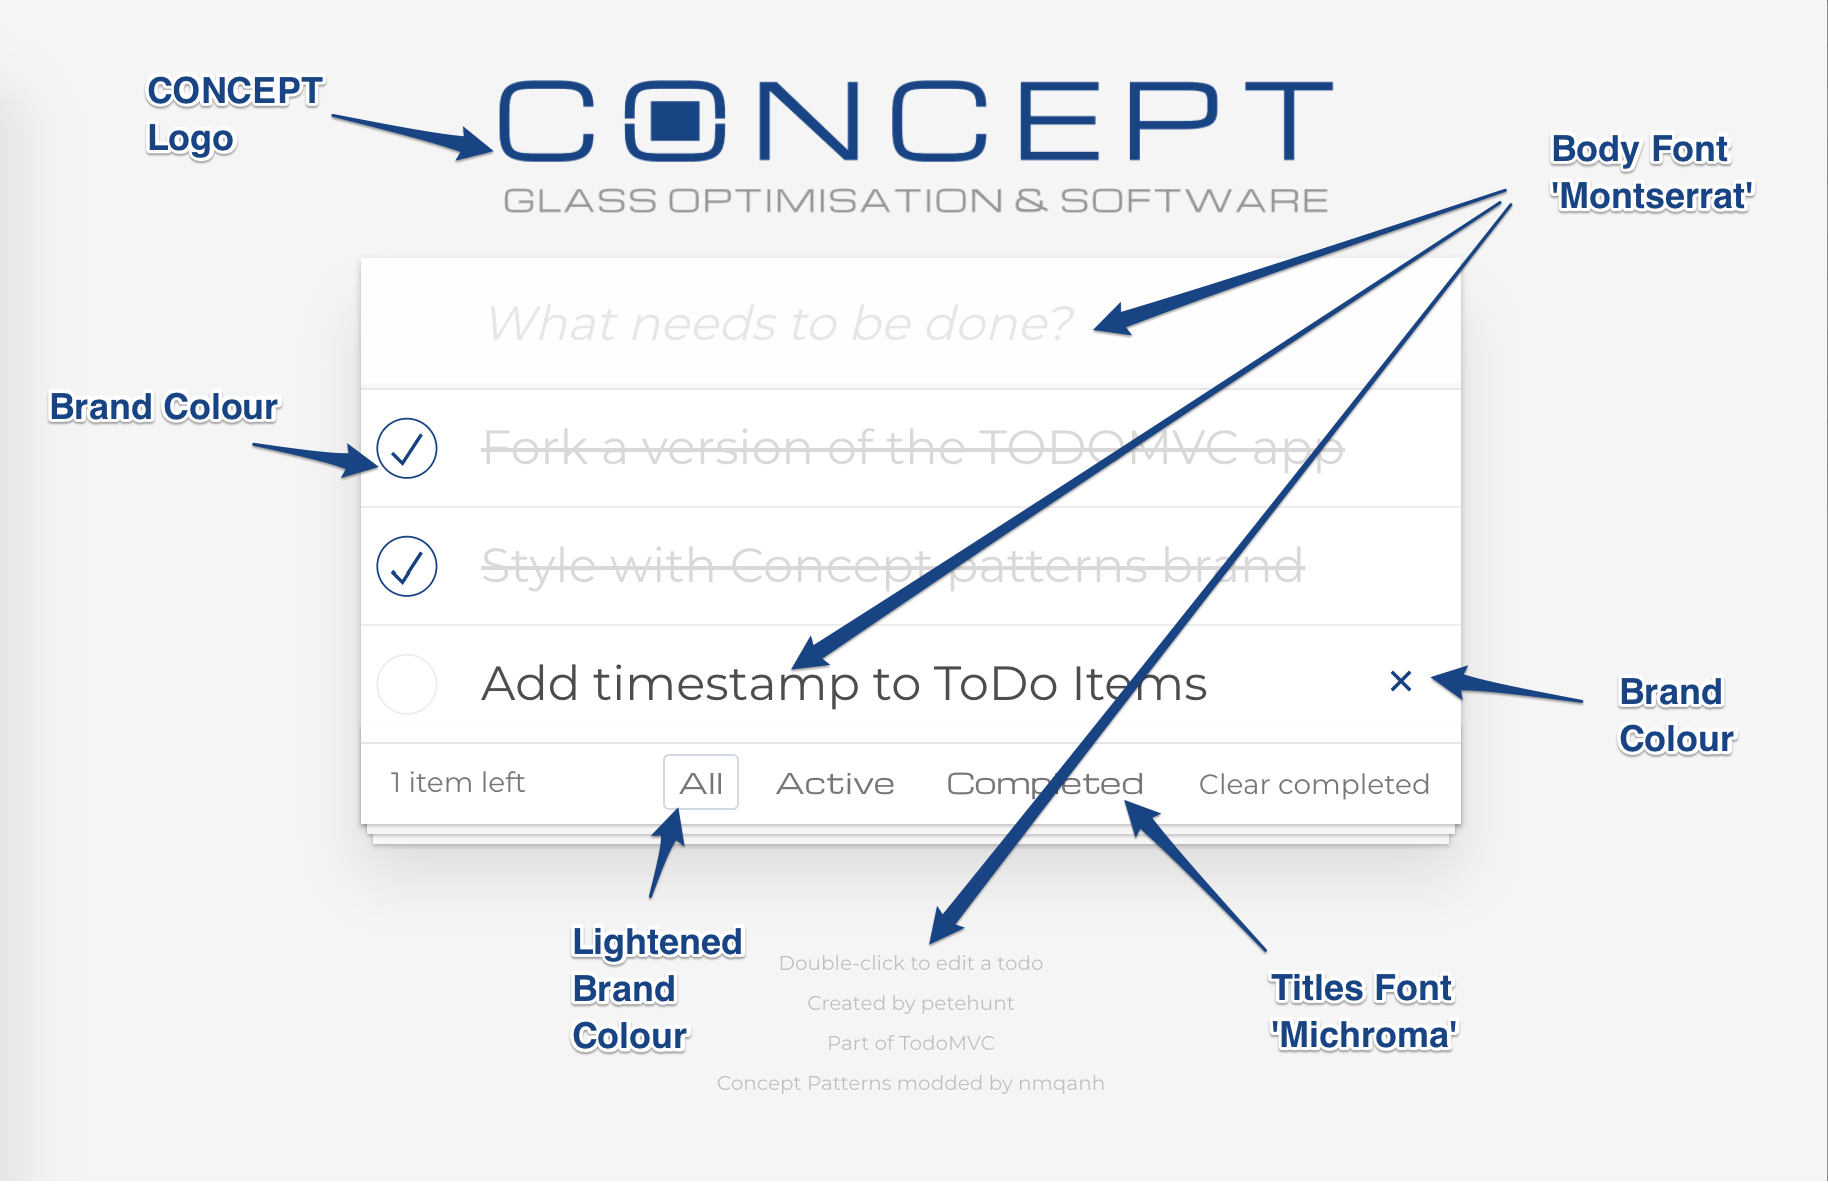 CONCEPT
Logo
CONCEPT
GLASS OPTIMISATION & SOFTWARE
Body Font
'Montserrat'
What needs to be done?
Brand Colour
Fork a version of the TODOMVC app
Style with Concept patterns brand
Add timestamp to ToDo Items
×
Brand
Colour
1 item left
All
Active
Completed
Clear completed
Lightened
Brand
Colour
Titles Font
'Michroma'
Double-click to edit a todo
Created by petehunt
Part of TodoMVC
Concept Patterns modded by nmqanh